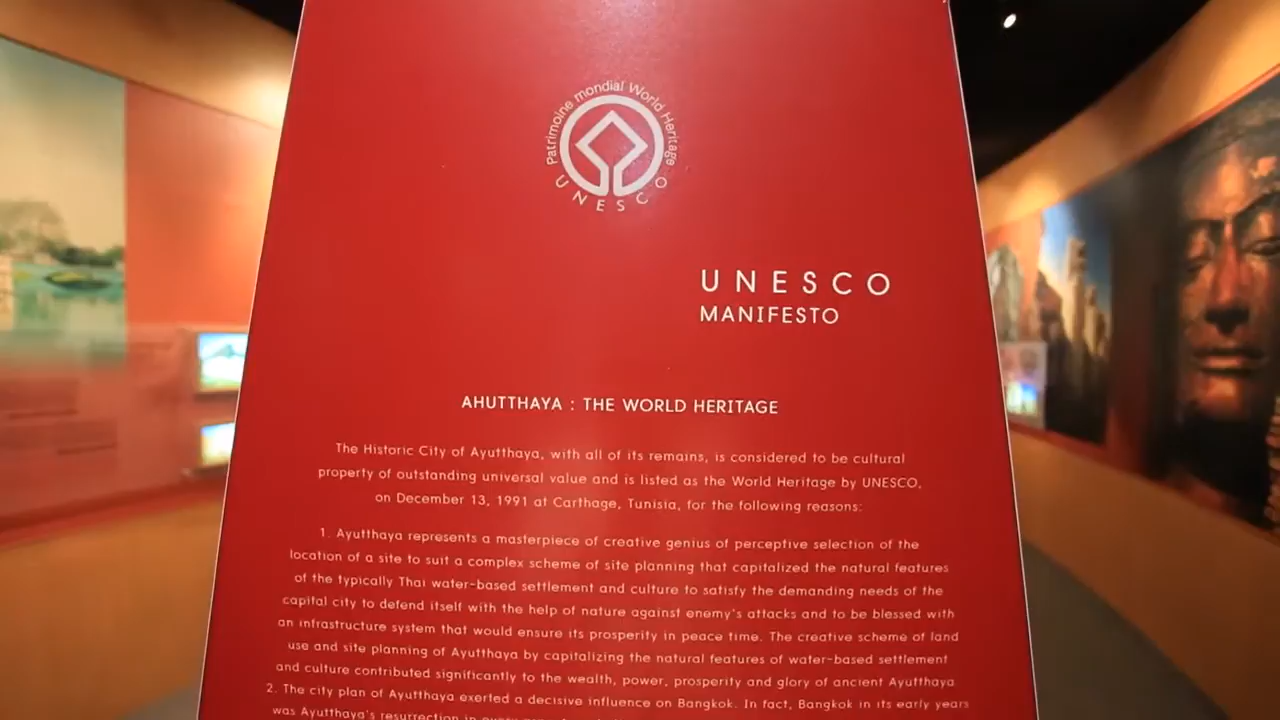 Patrimoine mondial World Heritage
UNESCO
UNESCO
MANIFESTO
AHUTTHAYA : THE WORLD HERITAGE
The Historic City of Ayutthaya, with all of its remains, is considered to be cultural
property of outstanding universal value and is listed as the World Heritage by UNESCO,
on December 13, 1991 at Carthage, Tunisia, for the following reasons:
1. Ayutthaya represents a masterpiece of creative genius of perceptive selection of the
location of a site to suit a complex scheme of site planning that capitalized the natural features
of the typically Thai water-based settlement and culture to satisfy the demanding needs of the
capital city to defend itself with the help of nature against enemy's attacks and to be blessed with
an infrastructure system that would ensure its prosperity in peace time. The creative scheme of land
use and site planning of Ayutthaya by capitalizing the natural features of water-based settlement
and culture contributed significantly to the wealth, power, prosperity and glory of ancient Ayutthaya
2. The city plan of Ayutthaya exerted a decisive influence on Bangkok. In fact, Bangkok in its early years
was Ayutthaya's resurrection in